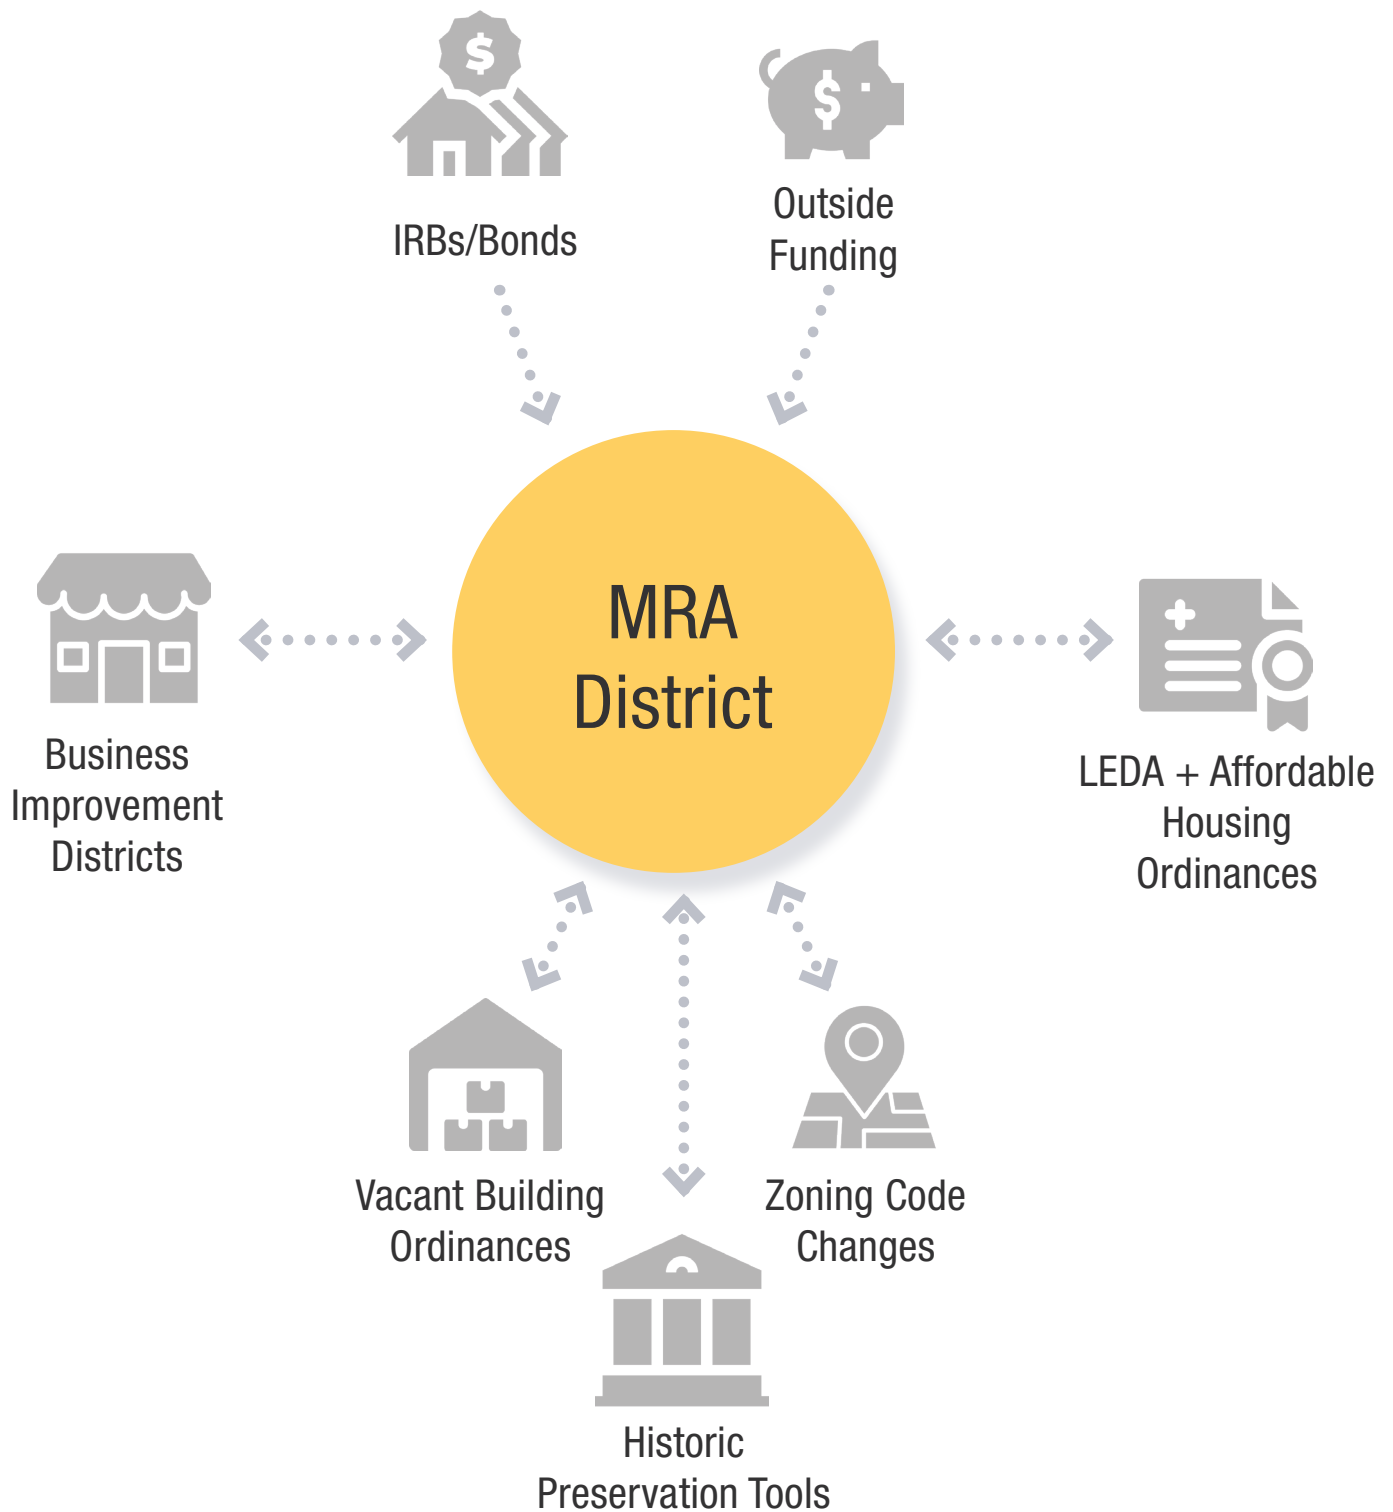 $
$
IRBs/Bonds
Outside
Funding
MRA
District
Business
Improvement
Districts
LEDA + Affordable
Housing
Ordinances
Vacant Building
Ordinances
Zoning Code
Changes
Historic
Preservation Tools